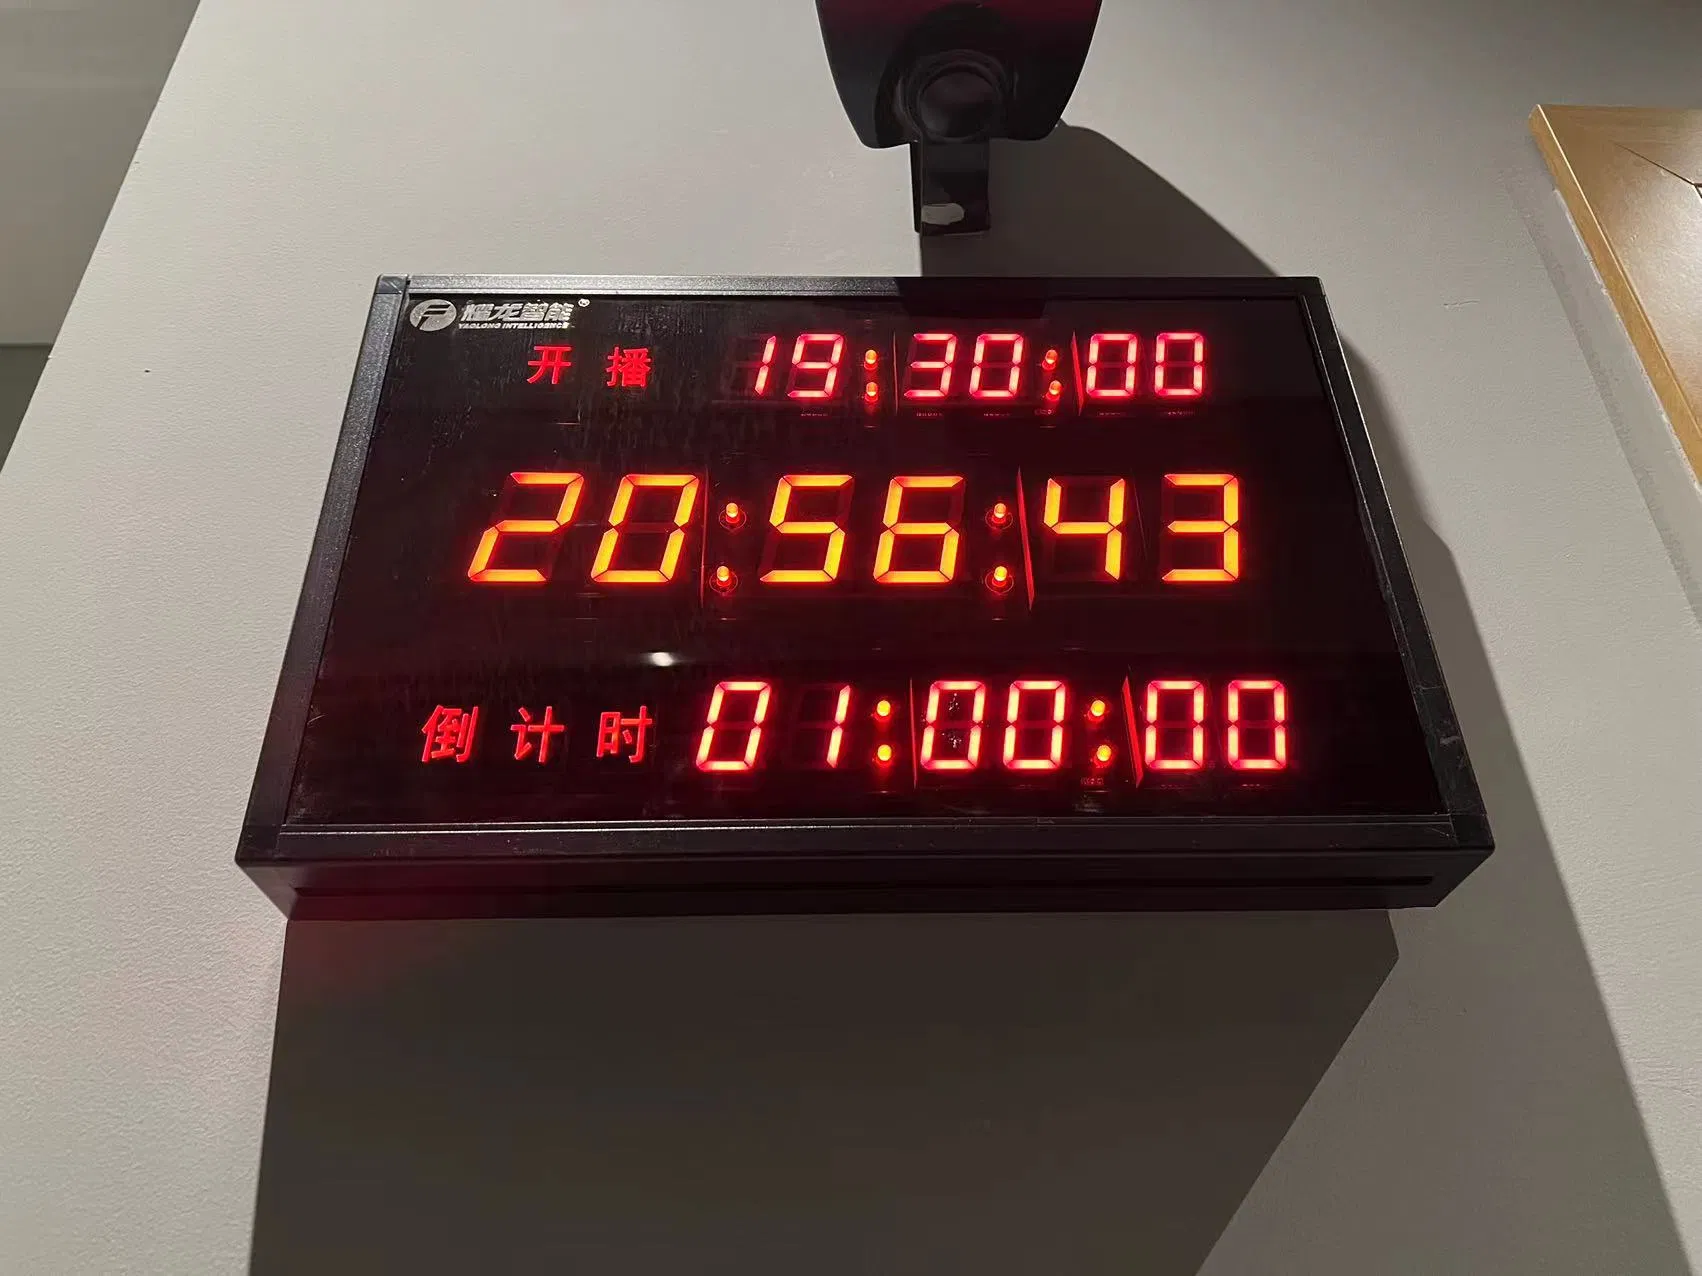 耀龙智能®
YAOLONG INTELLIGENCE
开播 19:30:00
20:56:43
倒计时 01:00:00